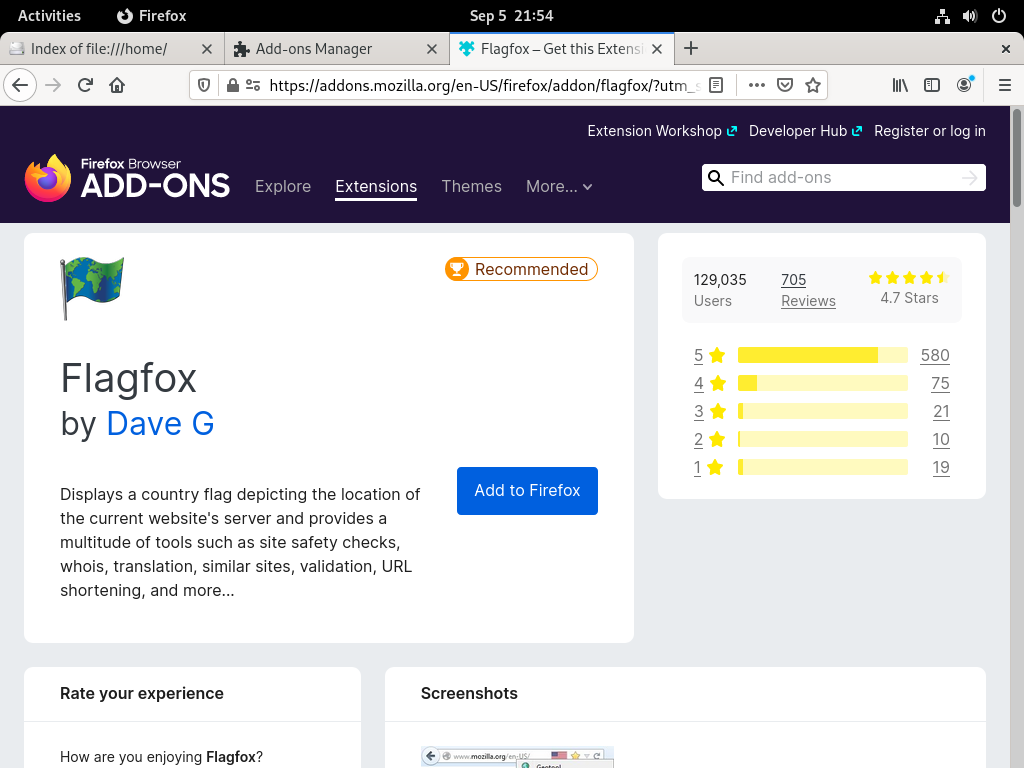 Activities
Firefox
Sep 5 21:54
Index of file:///home/
Add-ons Manager
Flagfox – Get this Extens
https://addons.mozilla.org/en-US/firefox/addon/flagfox/?utm_s
Extension Workshop
Developer Hub
Register or log in
Firefox Browser
ADD-ONS
Explore
Extensions
Themes
More...
Find add-ons
Recommended
Flagfox
by Dave G
Displays a country flag depicting the location of
the current website's server and provides a
multitude of tools such as site safety checks,
whois, translation, similar sites, validation, URL
shortening, and more...
Add to Firefox
129,035
Users
705
Reviews
4.7 Stars
5 580
4 75
3 21
2 10
1 19
Rate your experience
How are you enjoying Flagfox?
Screenshots
www.mozilla.org/en-US/
Geotool